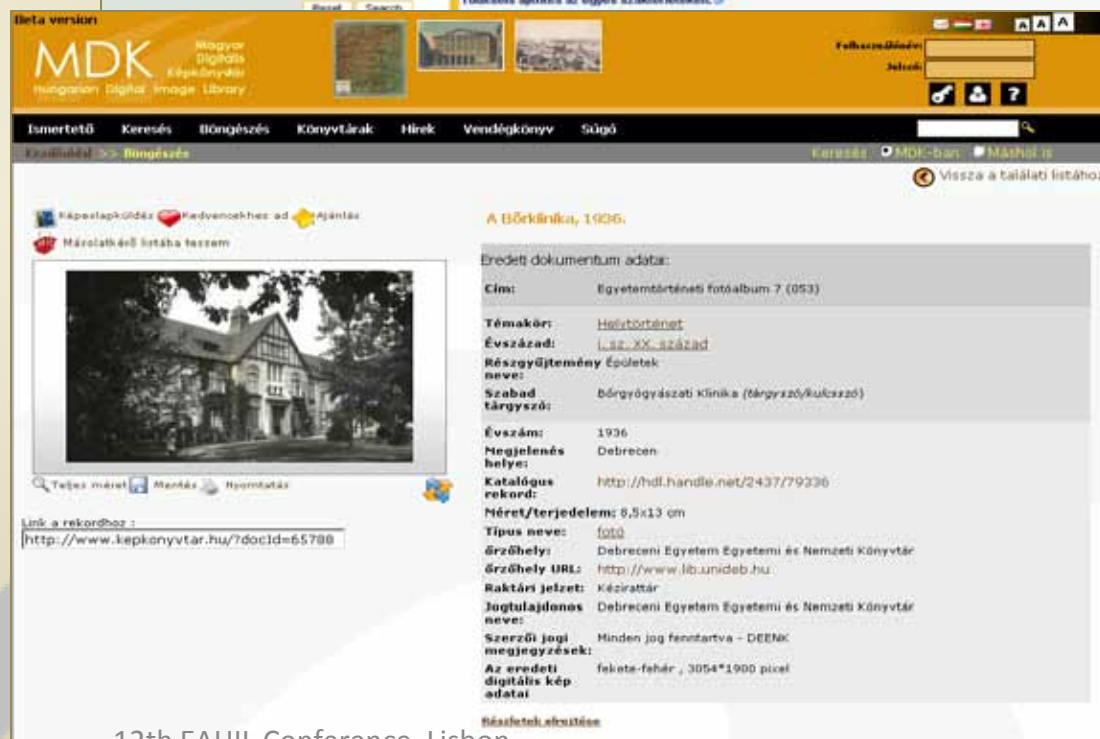 Reset Search
Beta version
MDK Magyar
Digitális
Képkönyvtár
Hungarian Digital Image Library
A A A
Felhasználónév:
Jelszó:
?
Ismertető Keresés Böngészés Könyvtárak Hírek Vendégkönyv Súgó
Kezdőoldal >> Böngészés
Keresés MDK-ban Máshol is
Vissza a találati listához
Képeslapküldés Kedvencekhez ad Ajánlás
Másolatkérő listába teszem
A Bőrklinika, 1936.
Eredeti dokumentum adatai:
Cím: Egyetemtörténeti fotóalbum 7 (053)
Témakör: Helytörténet
Évszázad: i. sz. XX. század
Részgyűjtemény neve: Épületek
Szabad tárgyszó: Bőrgyógyászati Klinika (tárgyszó/kulcsszó)
Évszám: 1936
Megjelenés helye: Debrecen
Katalógus rekord: http://hdl.handle.net/2437/79336
Méret/terjedelem: 8,5x13 cm
Típus neve: fotó
őrzőhely: Debreceni Egyetem Egyetemi és Nemzeti Könyvtár
őrzőhely URL: http://www.lib.unideb.hu
Raktári jelzet: Kézirattár
Jogtulajdonos neve: Debreceni Egyetem Egyetemi és Nemzeti Könyvtár
Szerzői jogi megjegyzések: Minden jog fenntartva - DEENK
Az eredeti digitális kép adatai fekete-fehér , 3054*1900 pixel
Részletek elrejtése
Teljes méret Mentés Nyomtatás
Link a rekordhoz :
http://www.kepkonyvtar.hu/?docId=65788
12th EAHIL Conference, Lisbon